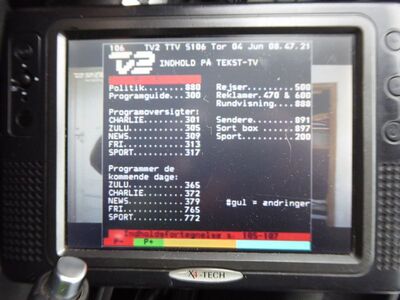 106 TV2 TTV S106 Tor 04 Jun 08.47.21
TV2
INDHOLD PÅ TEKST-TV
Politik............880
Programguide...300
Programoversigter:
CHARLIE.........301
ZULU..............305
NEWS.............309
FRI................313
SPORT............317
Programmer de
kommende dage:
ZULU..............365
CHARLIE.........372
NEWS.............379
FRI................765
SPORT............772
Rejser............500
Reklamer.470 & 600
Rundvisning....888
Sendere..........891
Sort box.........897
Sport.............200
#gul = ændringer
Indholdsfortegnelse s. 105-107
P- P+
X4-TECH